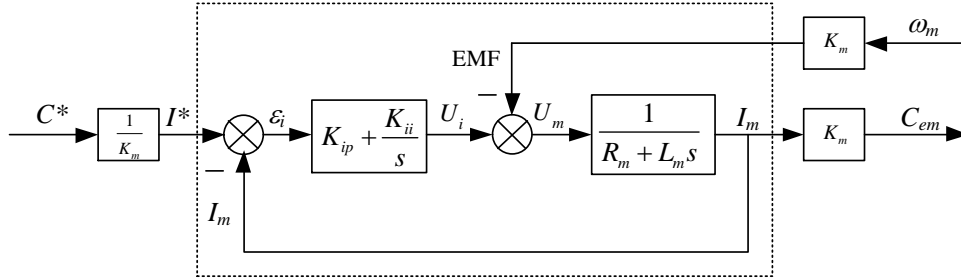 K_m
ω_m
EMF
−
C*
1/K_m
I*
ε_i
K_ip + K_ii/s
U_i
U_m
1/(R_m + L_m s)
I_m
K_m
C_em
−
I_m